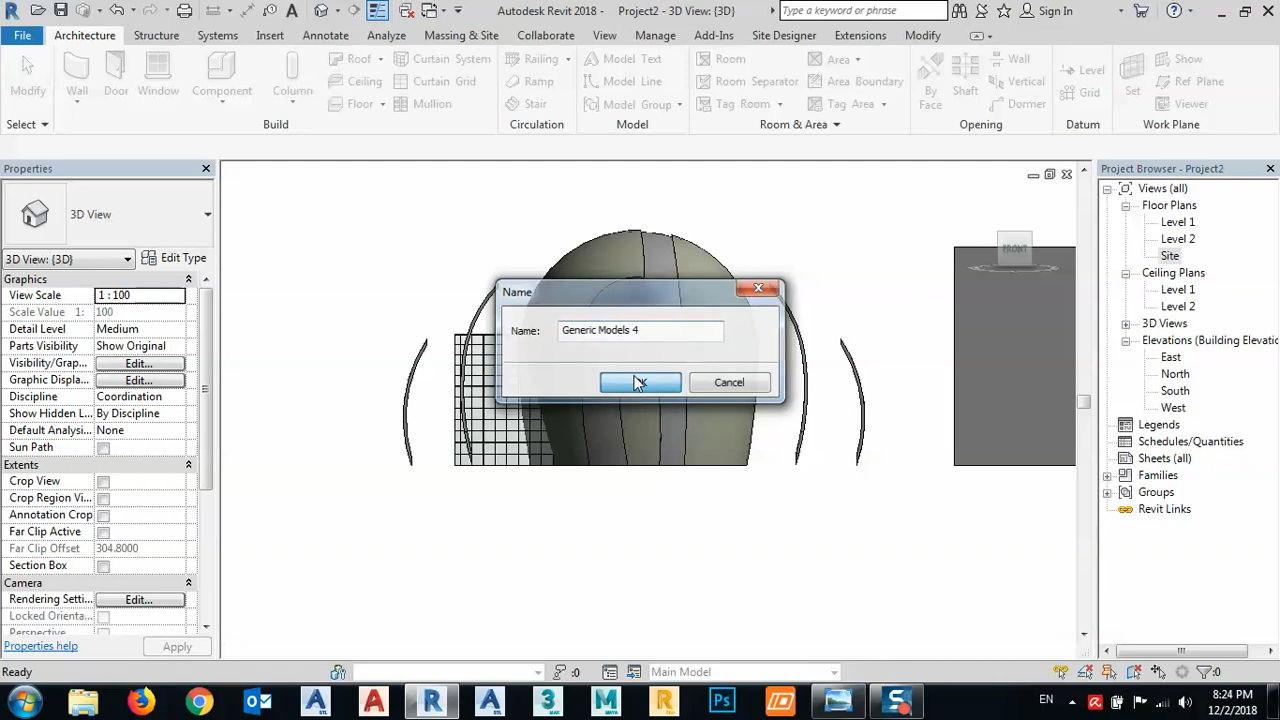 Autodesk Revit 2018 - Project2 - 3D View: {3D}
Type a keyword or phrase
Sign In
File
Architecture
Structure
Systems
Insert
Annotate
Analyze
Massing & Site
Collaborate
View
Manage
Add-Ins
Site Designer
Extensions
Modify
Modify
Wall
Door
Window
Component
Column
Roof
Ceiling
Floor
Curtain System
Curtain Grid
Mullion
Railing
Ramp
Stair
Model Text
Model Line
Model Group
Room
Room Separator
Tag Room
Area
Area Boundary
Tag Area
By Face
Shaft
Wall
Vertical
Dormer
Level
Grid
Set
Show
Ref Plane
Viewer
Select
Build
Circulation
Model
Room & Area
Opening
Datum
Work Plane
Properties
3D View
3D View: {3D}
Edit Type
Graphics
View Scale 1 : 100
Scale Value 1: 100
Detail Level Medium
Parts Visibility Show Original
Visibility/Grap... Edit...
Graphic Displa... Edit...
Discipline Coordination
Show Hidden L... By Discipline
Default Analysi... None
Sun Path
Extents
Crop View
Crop Region Vi...
Annotation Crop
Far Clip Active
Far Clip Offset 304.8000
Section Box
Camera
Rendering Setti... Edit...
Locked Orienta...
Perspective
Properties help
Apply
FRONT
Name
Name:
Generic Models 4
Cancel
Project Browser - Project2
Views (all)
Floor Plans
Level 1
Level 2
Site
Ceiling Plans
Level 1
Level 2
3D Views
Elevations (Building Elevatio
East
North
South
West
Legends
Schedules/Quantities
Sheets (all)
Families
Groups
Revit Links
Ready
:0
Main Model
:0
EN
8:24 PM
12/2/2018